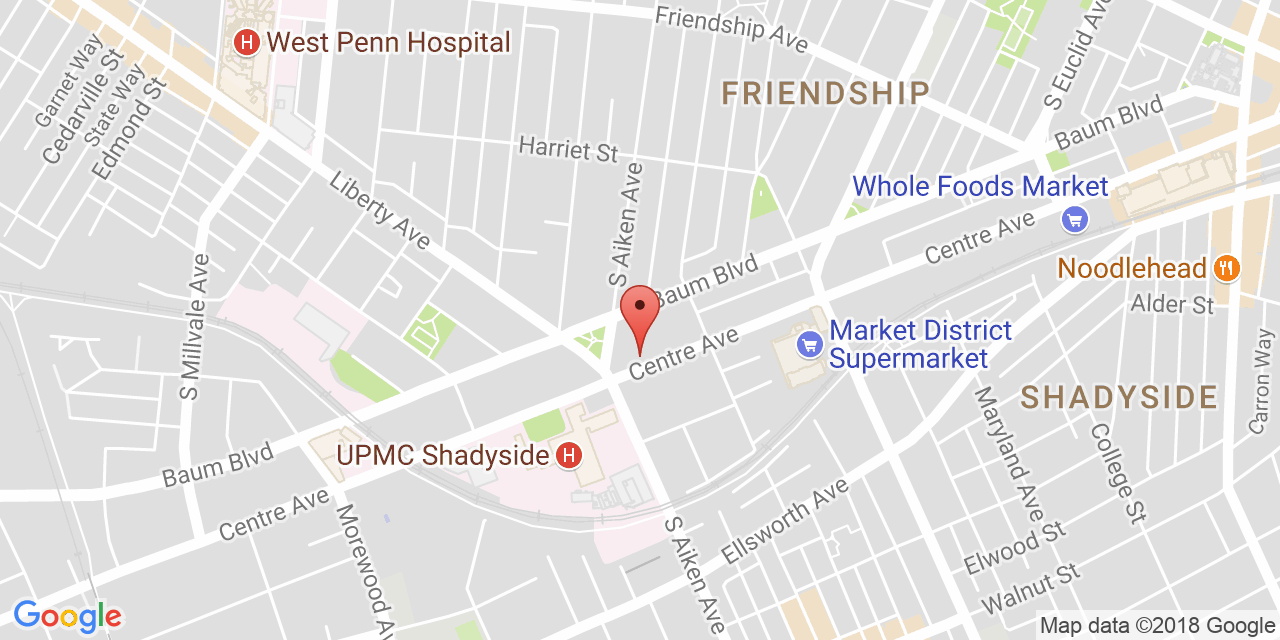 Friendship Ave
West Penn Hospital
Garnet Way
Cedarville St
State Way
Edmond St
S Euclid Ave
FRIENDSHIP
Baum Blvd
Harriet St
Liberty Ave
S Aiken Ave
Whole Foods Market
Centre Ave
Noodlehead
Alder St
S Millvale Ave
Baum Blvd
Market District
Supermarket
Centre Ave
SHADYSIDE
Carron Way
Maryland Ave
College St
UPMC Shadyside
Baum Blvd
Centre Ave
Morewood Av
S Aiken Ave
Ellsworth Ave
Elwood St
Walnut St
Google
Map data ©2018 Google